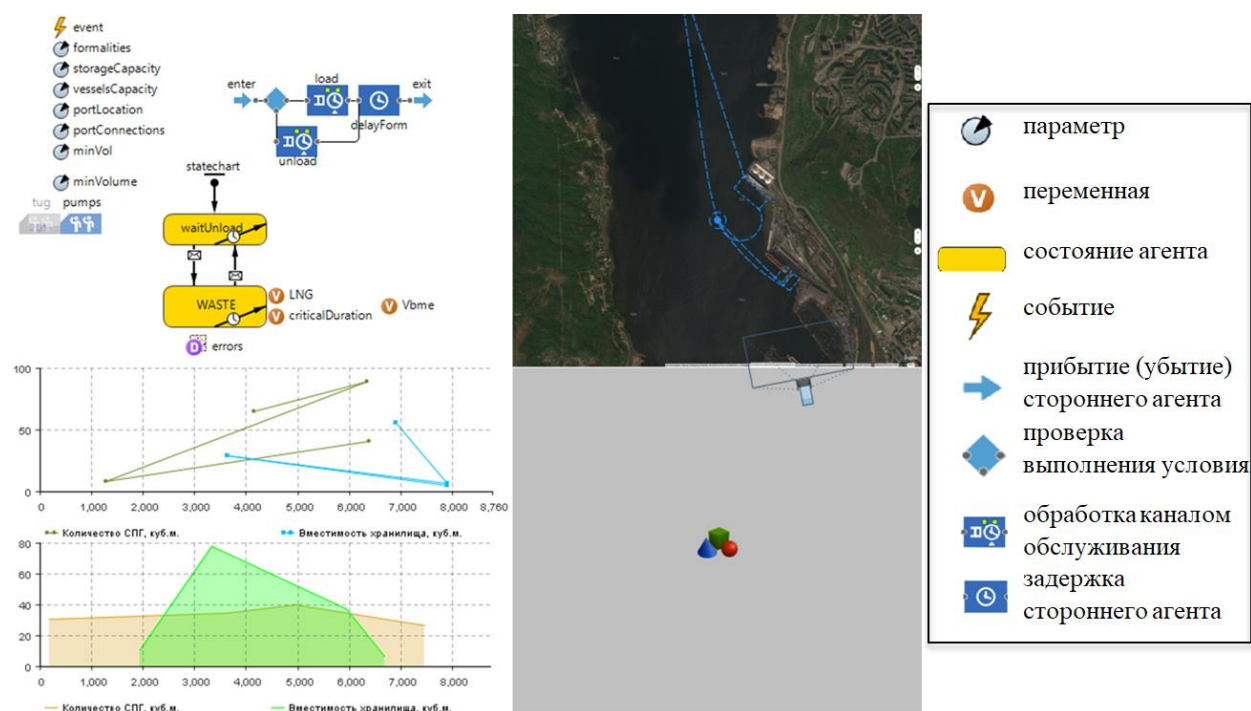 event
formalities
storageCapacity
vesselsCapacity
portLocation
portConnections
minVol
minVolume
tug pumps
enter
load
exit
delayForm
unload
statechart
waitUnload
WASTE
LNG
criticalDuration
Vbme
errors
100
50
0
0 1,000 2,000 3,000 4,000 5,000 6,000 7,000 8,000 8,760
Количество СПГ, куб.м. Вместимость хранилища, куб.м.
80
60
40
20
0
0 1,000 2,000 3,000 4,000 5,000 6,000 7,000 8,000
Количество СПГ, куб.м. Вместимость хранилища, куб.м.
параметр
V переменная
состояние агента
событие
прибытие (убытие)
стороннего агента
проверка
выполнения условия
обработка каналом
обслуживания
задержка
стороннего агента